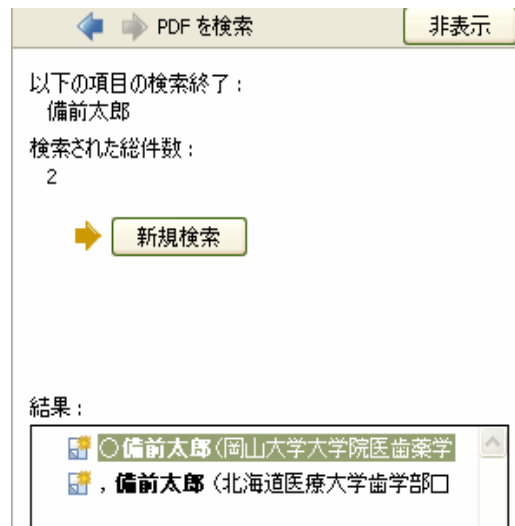 PDF を検索 非表示
以下の項目の検索終了：
備前太郎
検索された総件数：
2
新規検索
結果：
○備前太郎（岡山大学大学院医歯薬学
，備前太郎（北海道医療大学歯学部口